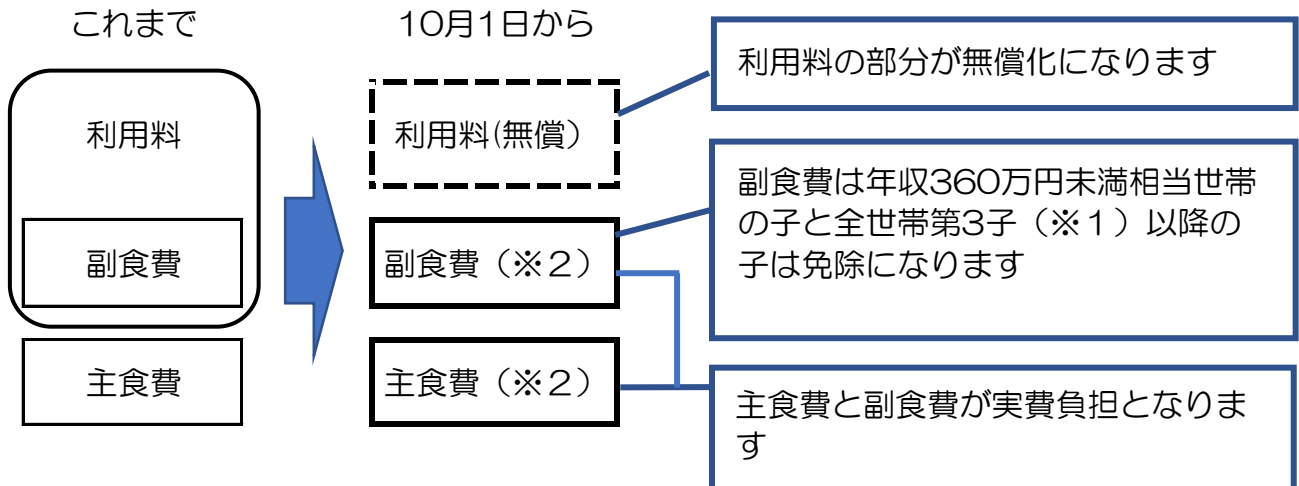 これまで
10月1日から
利用料
副食費
主食費
利用料(無償)
副食費（※２）
主食費（※２）
利用料の部分が無償化になります
副食費は年収360万円未満相当世帯
の子と全世帯第3子（※１）以降の
子は免除になります
主食費と副食費が実費負担となりま
す